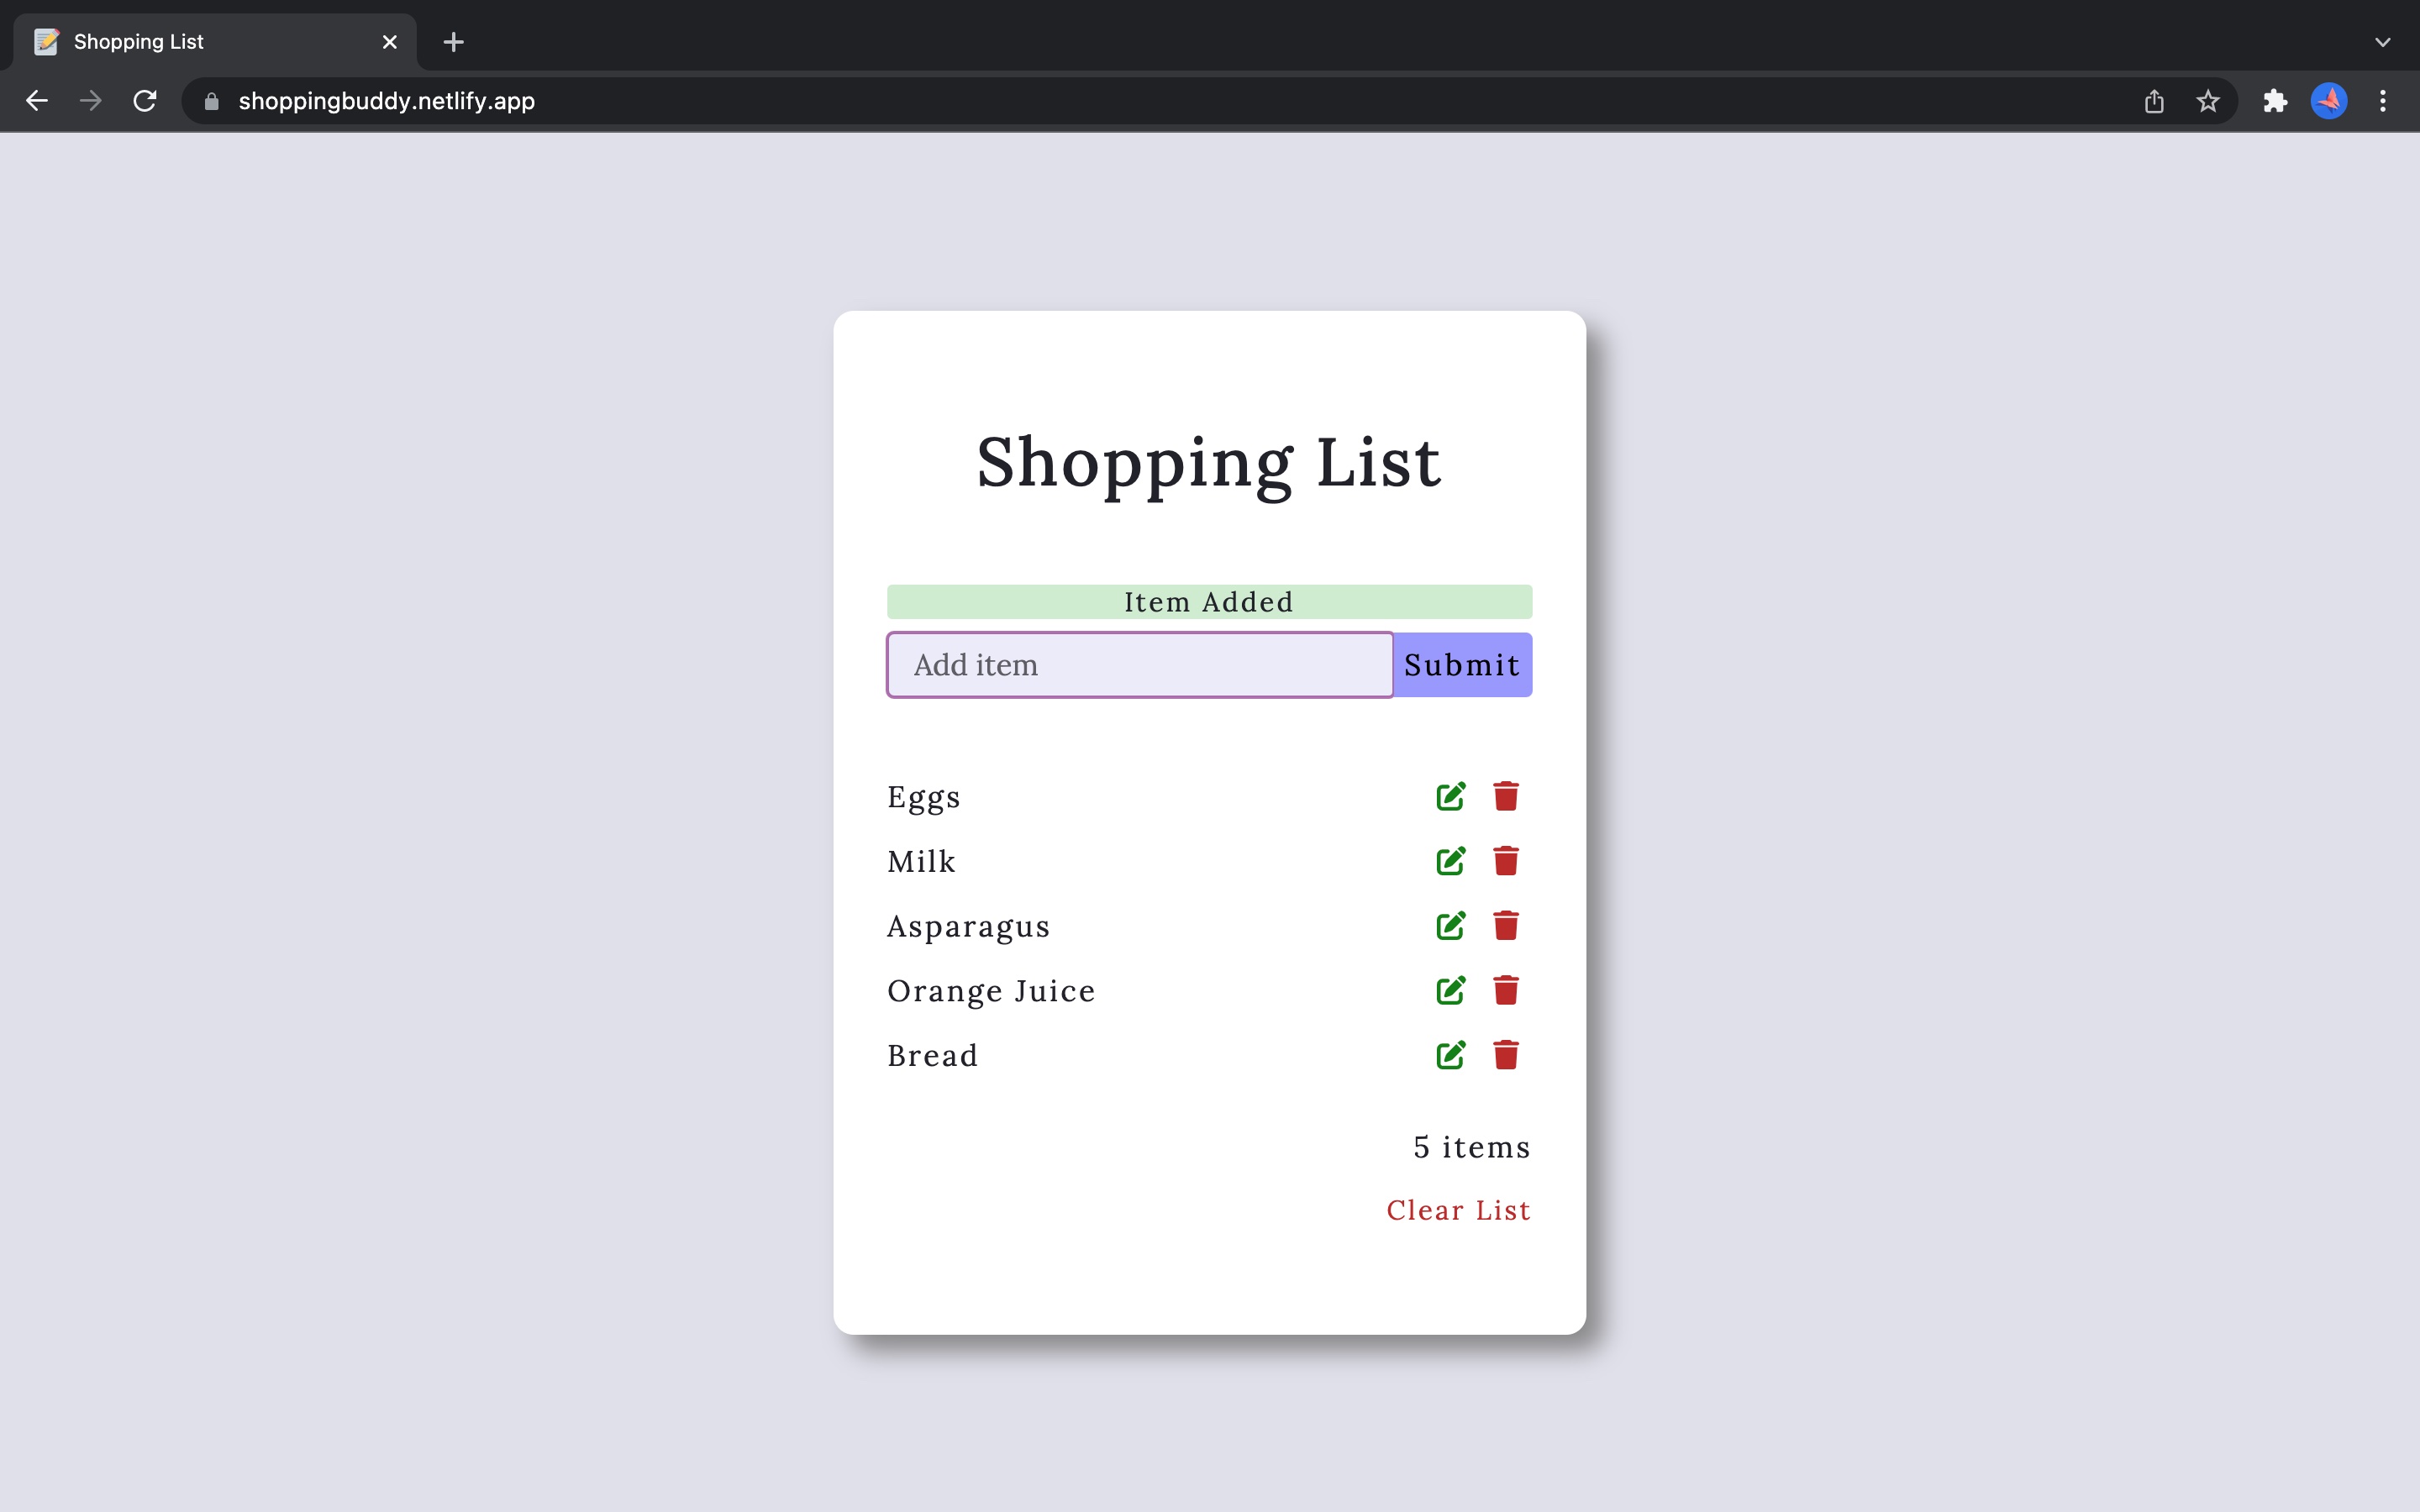 Shopping List
shoppingbuddy.netlify.app
Shopping List
Item Added
Add item
Submit
Eggs
Milk
Asparagus
Orange Juice
Bread
5 items
Clear List